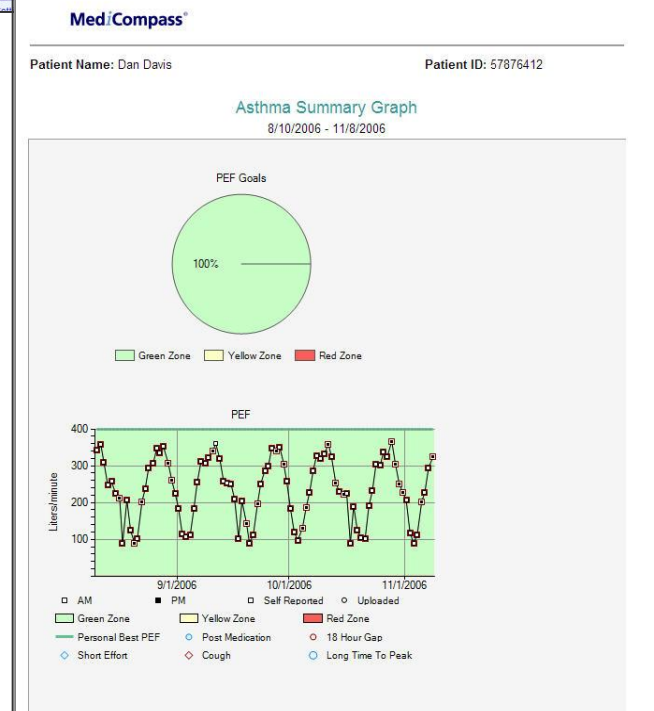 MediCompass®
Patient Name: Dan Davis Patient ID: 57876412
Asthma Summary Graph
8/10/2006 - 11/8/2006
PEF Goals
100%
Green Zone Yellow Zone Red Zone
PEF
Liters/minute
400
300
200
100
9/1/2006 10/1/2006 11/1/2006
AM PM Self Reported Uploaded
Green Zone Yellow Zone Red Zone
Personal Best PEF Post Medication 18 Hour Gap
Short Effort Cough Long Time To Peak